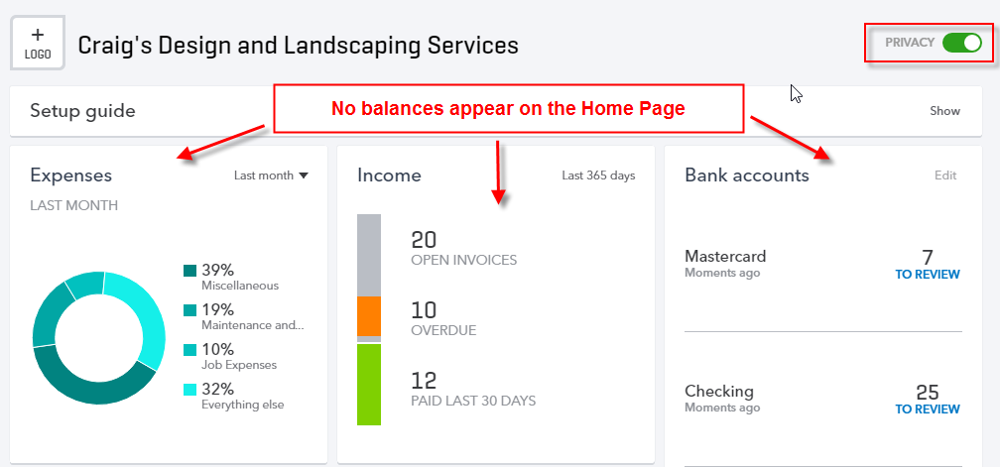 +
LOGO
Craig's Design and Landscaping Services
PRIVACY
Setup guide
No balances appear on the Home Page
Show
Expenses
Last month
LAST MONTH
39%
Miscellaneous
19%
Maintenance and...
10%
Job Expenses
32%
Everything else
Income
Last 365 days
20
OPEN INVOICES
10
OVERDUE
12
PAID LAST 30 DAYS
Bank accounts
Edit
Mastercard
Moments ago
7
TO REVIEW
Checking
Moments ago
25
TO REVIEW